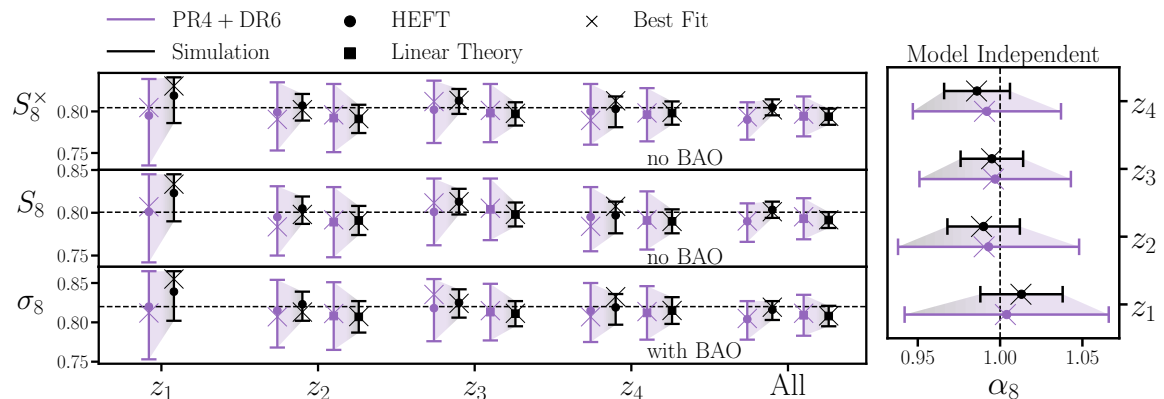 PR4 + DR6
HEFT
Best Fit
Simulation
Linear Theory
S₈^×
0.80
0.75
no BAO
S₈
0.85
0.80
0.75
no BAO
σ₈
0.85
0.80
0.75
with BAO
z₁
z₂
z₃
z₄
All
Model Independent
z₄
z₃
z₂
z₁
0.95
1.00
1.05
α₈